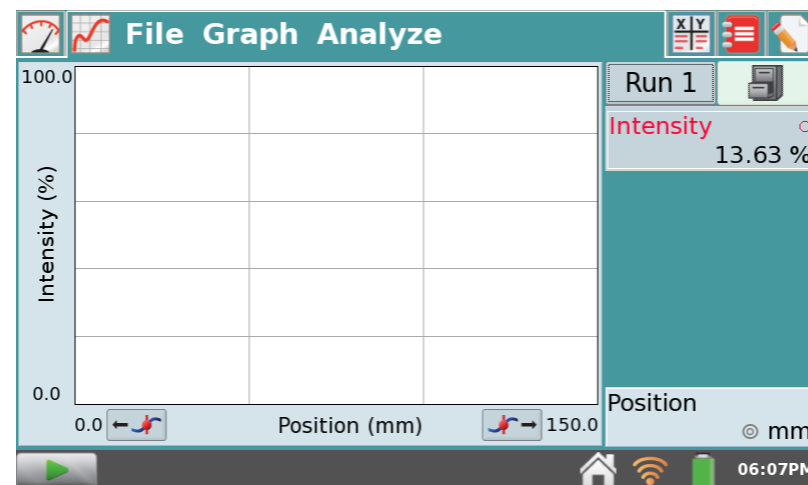 File Graph Analyze
X Y
100.0
Run 1
Intensity
13.63 %
Intensity (%)
0.0
0.0
Position (mm)
150.0
Position
mm
06:07PM